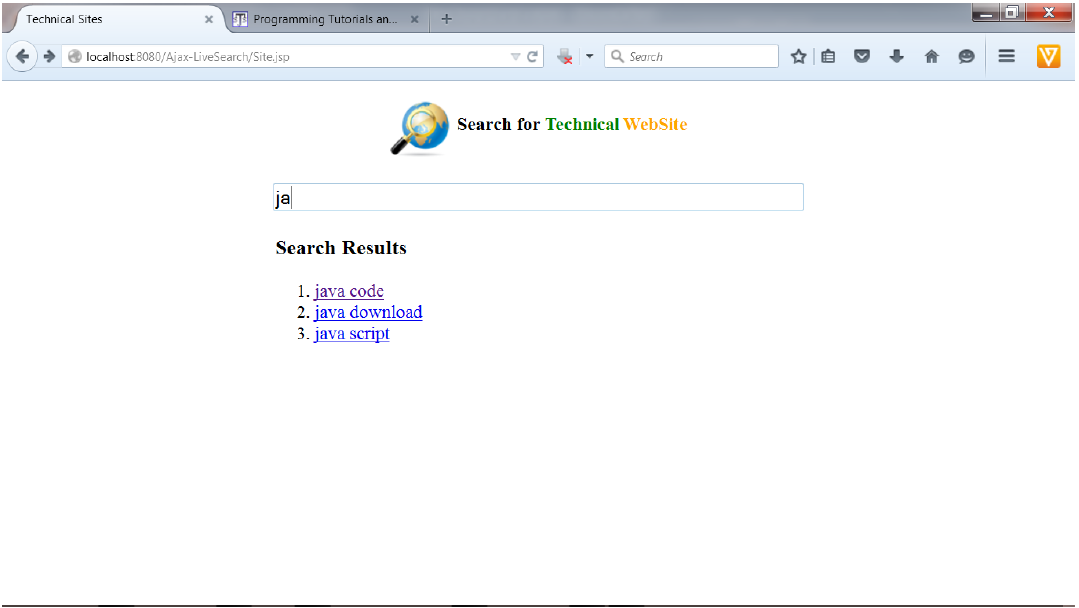 Technical Sites
Programming Tutorials an...
localhost:8080/Ajax-LiveSearch/Site.jsp
Search
Search for Technical WebSite
ja
Search Results
1. java code
2. java download
3. java script